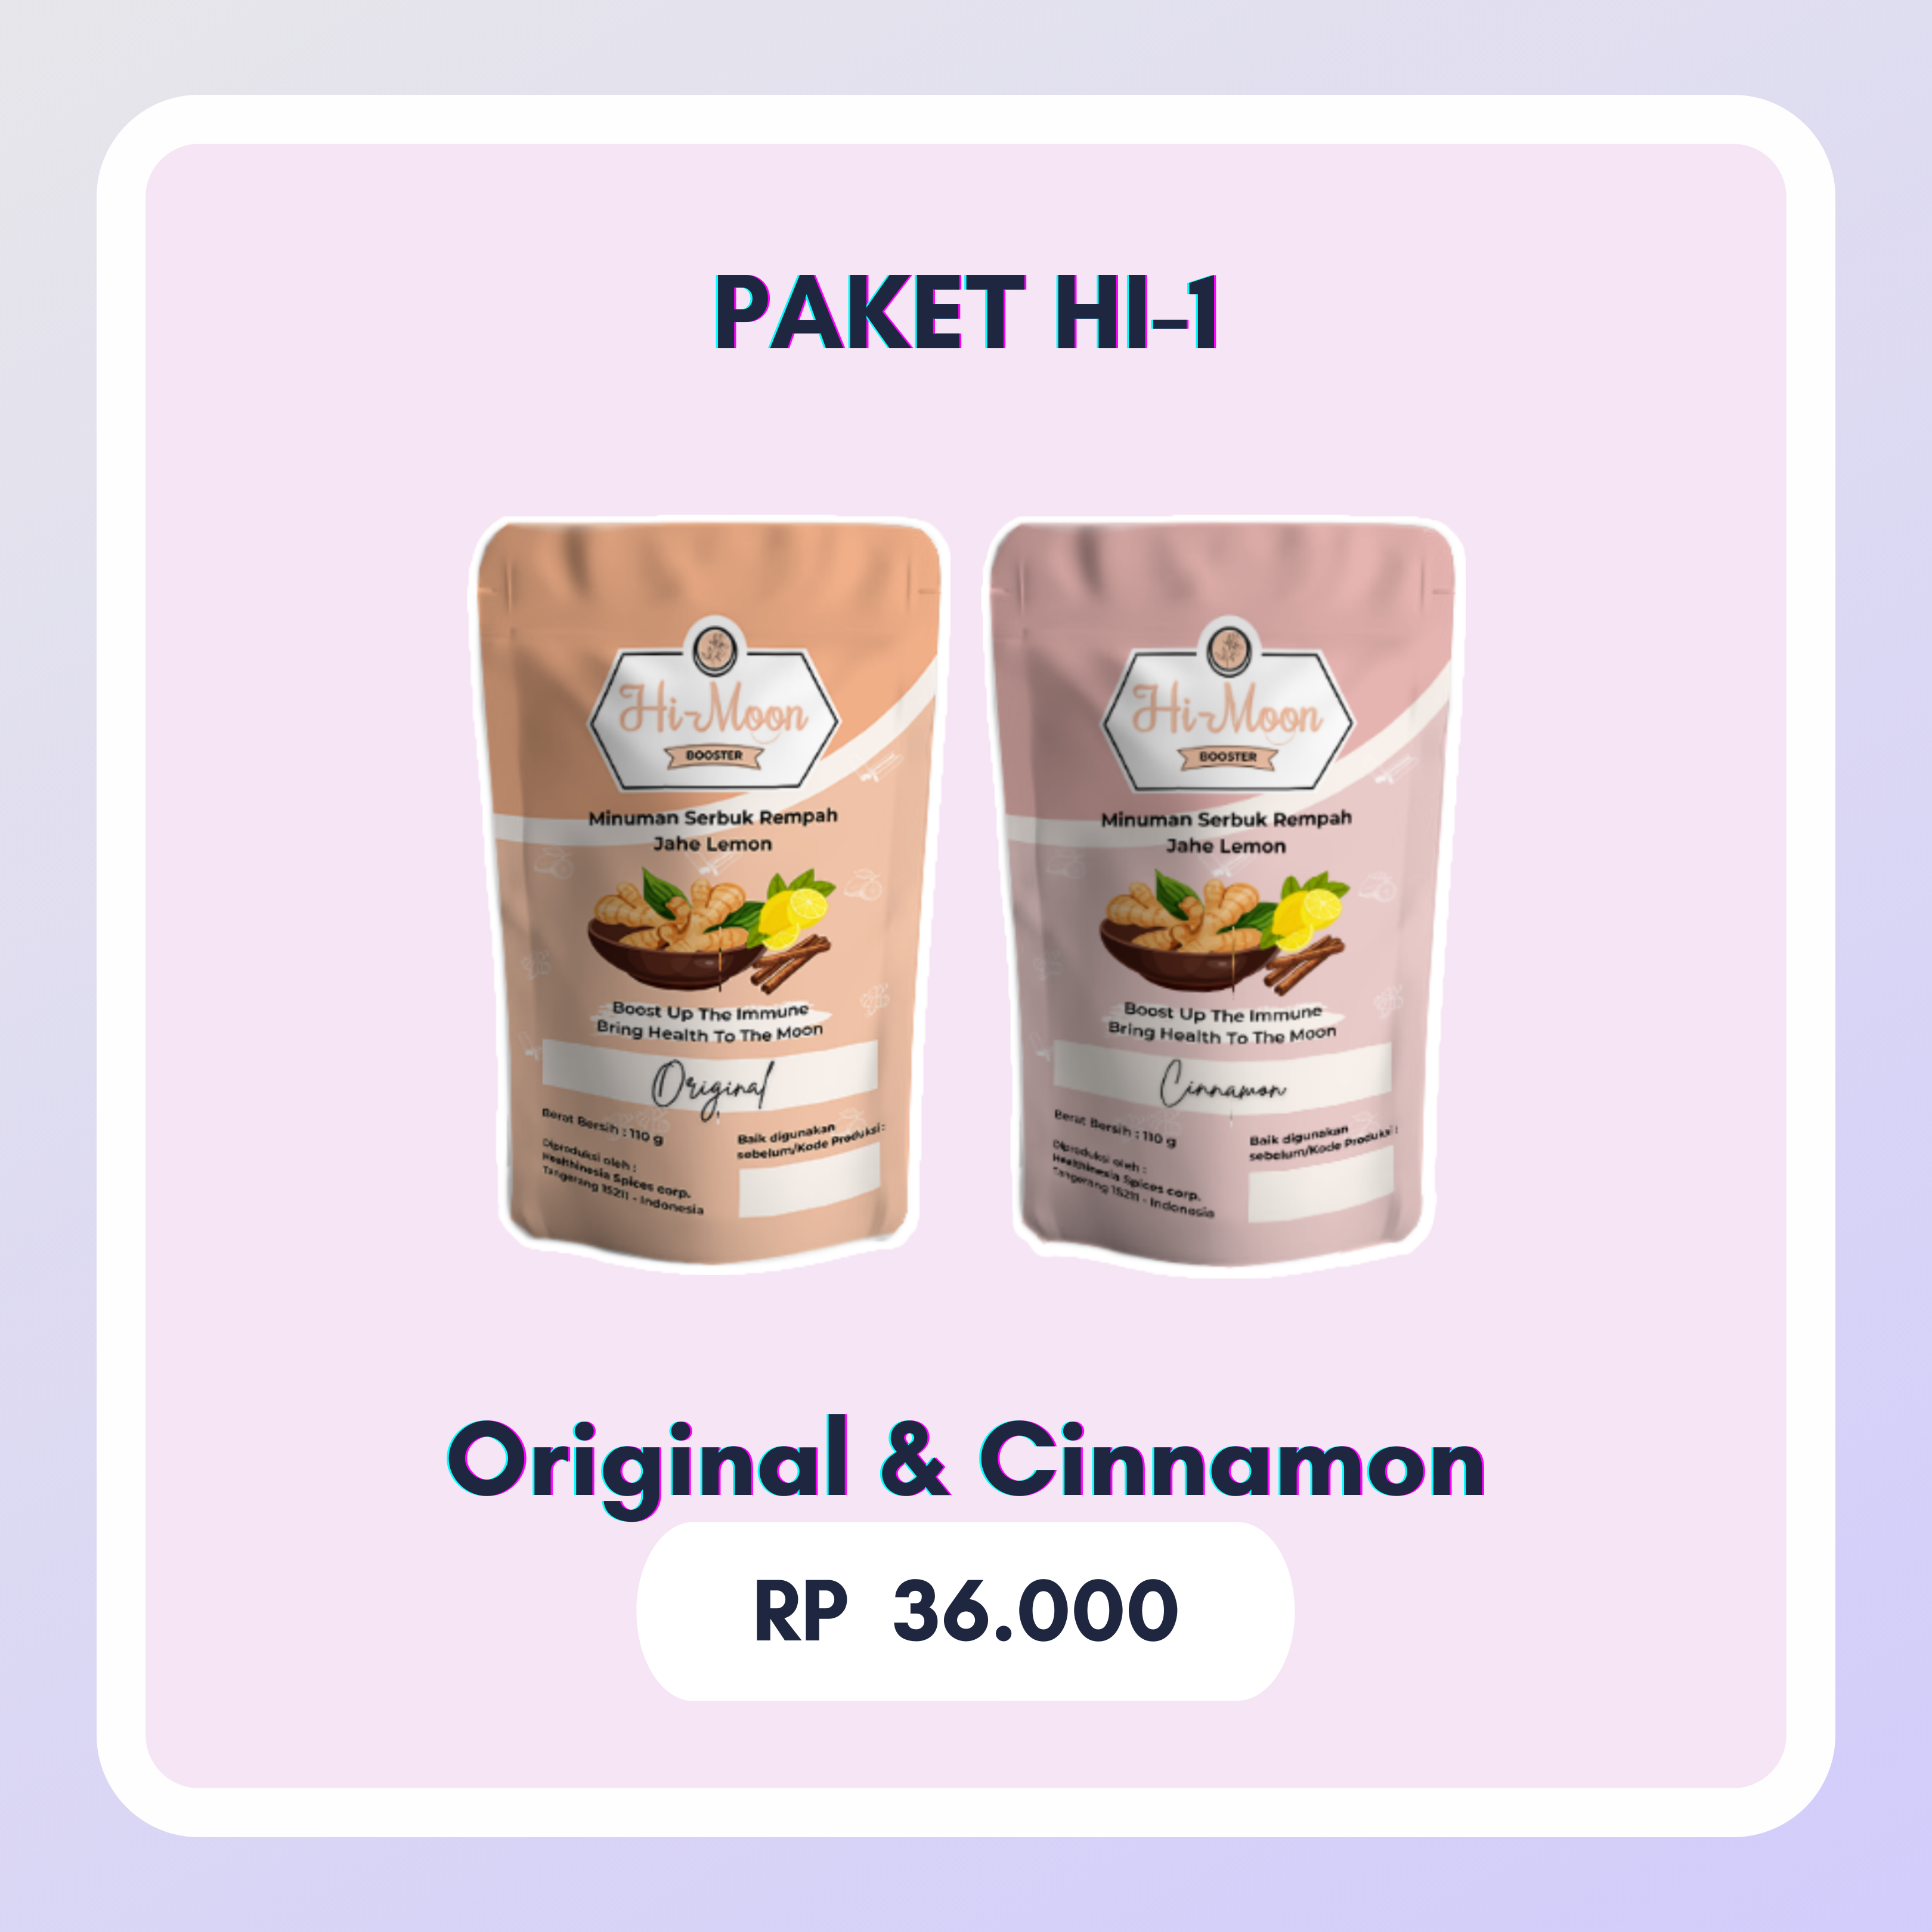 PAKET HI-1
Hi-Moon
BOOSTER
Minuman Serbuk Rempah
Jahe Lemon
Boost Up The Immune
Bring Health To The Moon
Original
Berat Bersih : 110 g
Diproduksi oleh :
Healthinesia Spices corp.
Tangerang 15211 - Indonesia
Baik digunakan
sebelum/Kode Produksi :
Hi-Moon
BOOSTER
Minuman Serbuk Rempah
Jahe Lemon
Boost Up The Immune
Bring Health To The Moon
Cinnamon
Berat Bersih : 110 g
Diproduksi oleh :
Healthinesia Spices corp.
Tangerang 15211 - Indonesia
Baik digunakan
sebelum/Kode Produksi :
Original & Cinnamon
RP 36.000